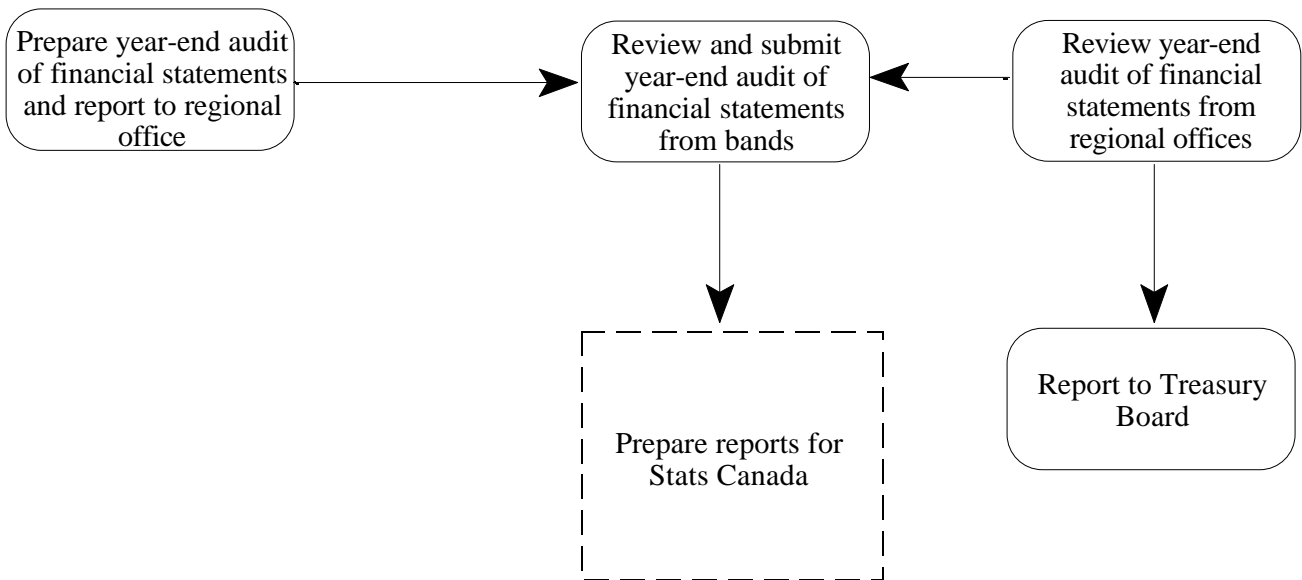 Prepare year-end audit
of financial statements
and report to regional
office
Review and submit
year-end audit of
financial statements
from bands
Review year-end
audit of financial
statements from
regional offices
Prepare reports for
Stats Canada
Report to Treasury
Board